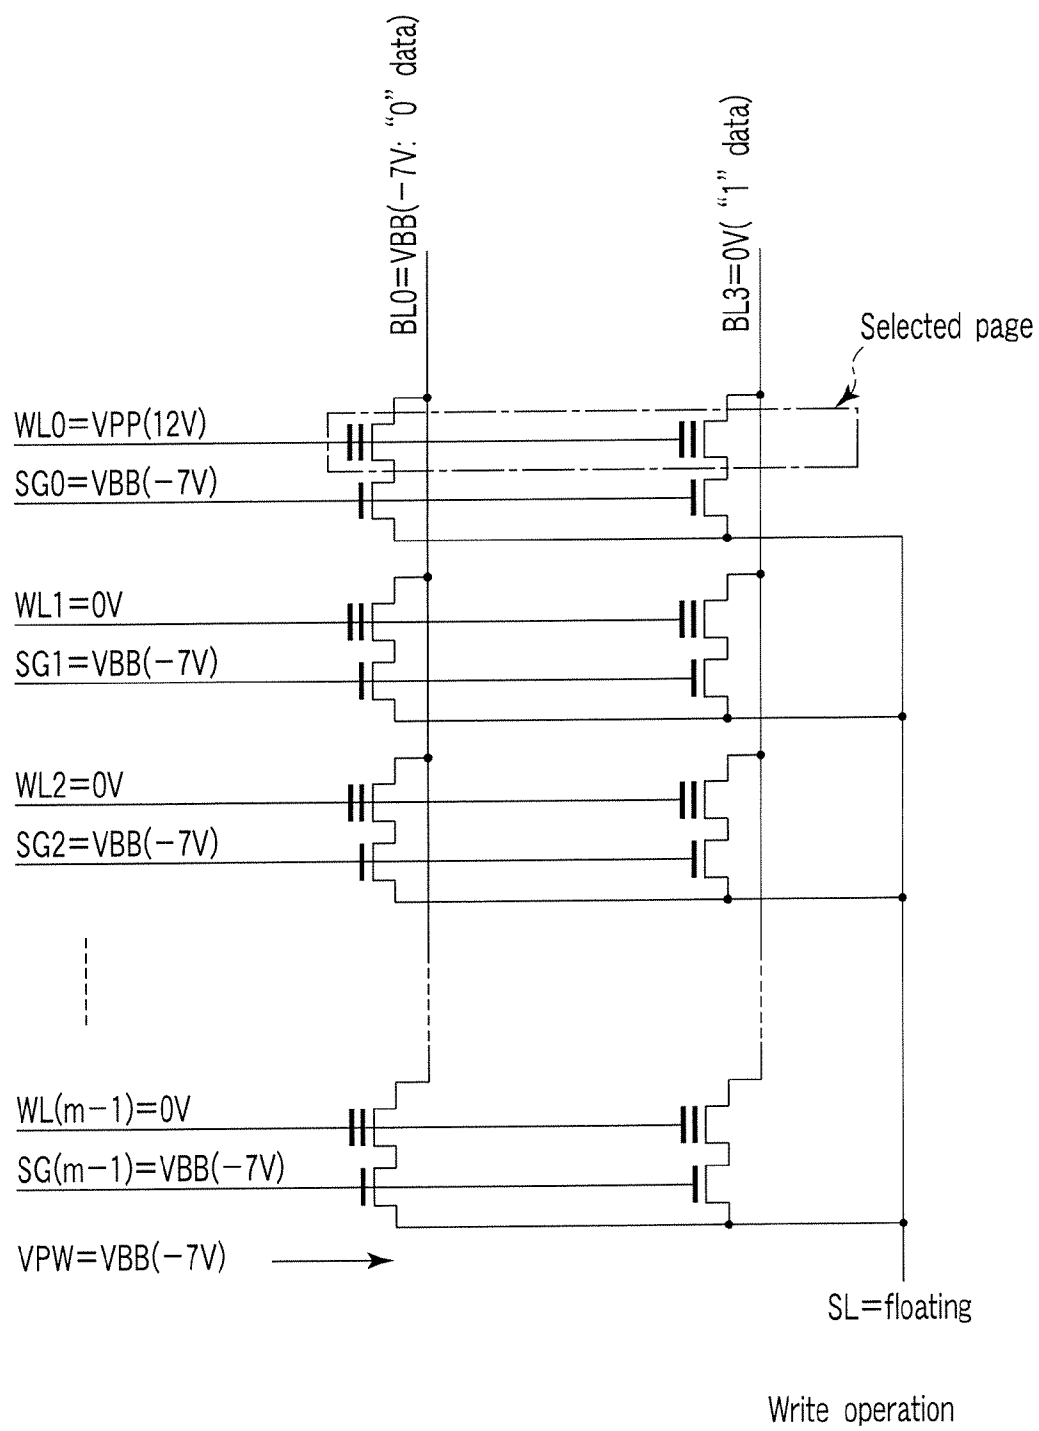 BL0=VBB(−7V: “0” data)
BL3=0V( “1” data)
Selected page
WL0=VPP(12V)
SG0=VBB(−7V)
WL1=0V
SG1=VBB(−7V)
WL2=0V
SG2=VBB(−7V)
WL(m−1)=0V
SG(m−1)=VBB(−7V)
VPW=VBB(−7V)
SL=floating
Write operation